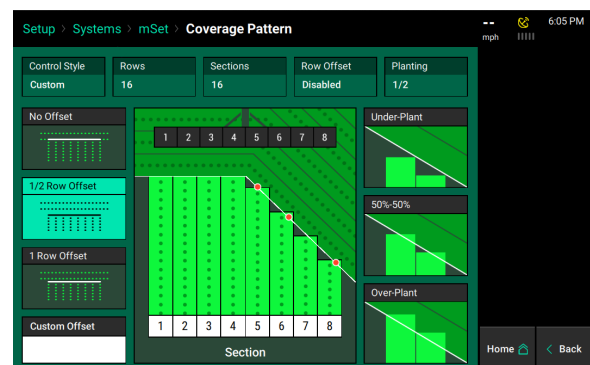 Setup > Systems > mSet > Coverage Pattern
-- mph
6:05 PM
Control Style
Custom
Rows
16
Sections
16
Row Offset
Disabled
Planting
1/2
No Offset
1/2 Row Offset
1 Row Offset
Custom Offset
1 2 3 4 5 6 7 8
1 2 3 4 5 6 7 8
Section
Under-Plant
50%-50%
Over-Plant
Home
< Back